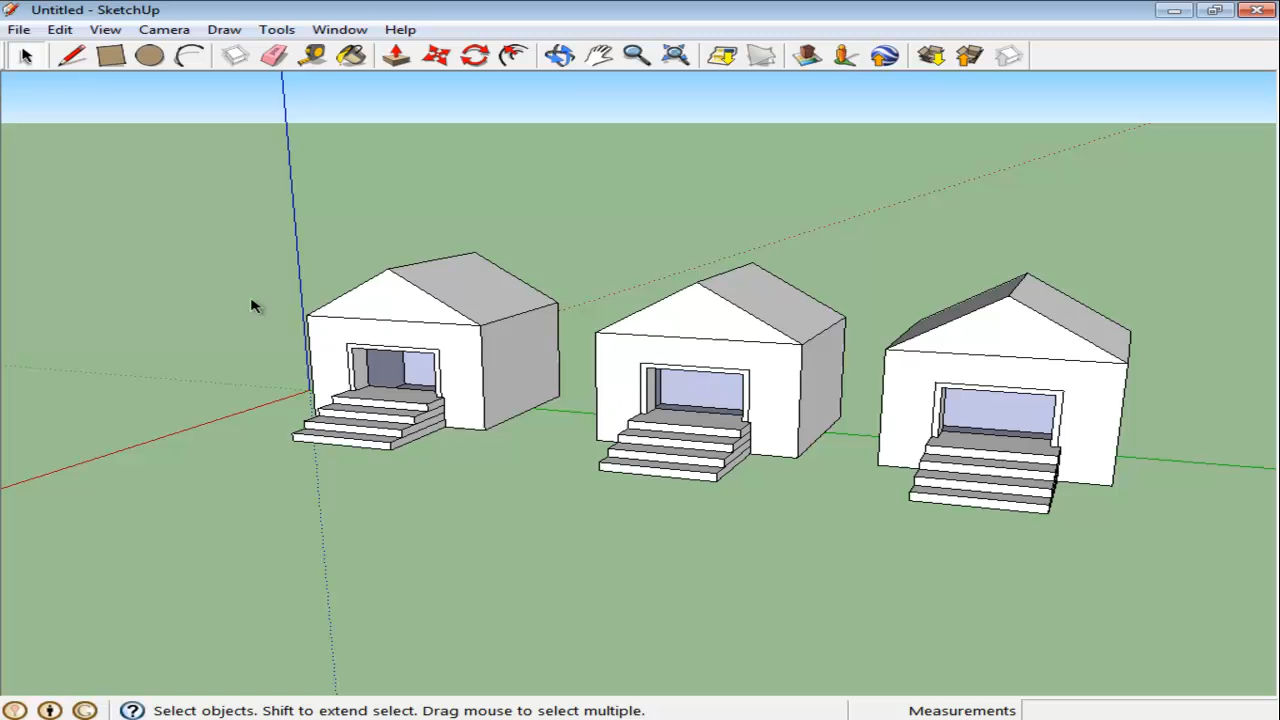 Untitled - SketchUp
File Edit View Camera Draw Tools Window Help
Select objects. Shift to extend select. Drag mouse to select multiple. Measurements